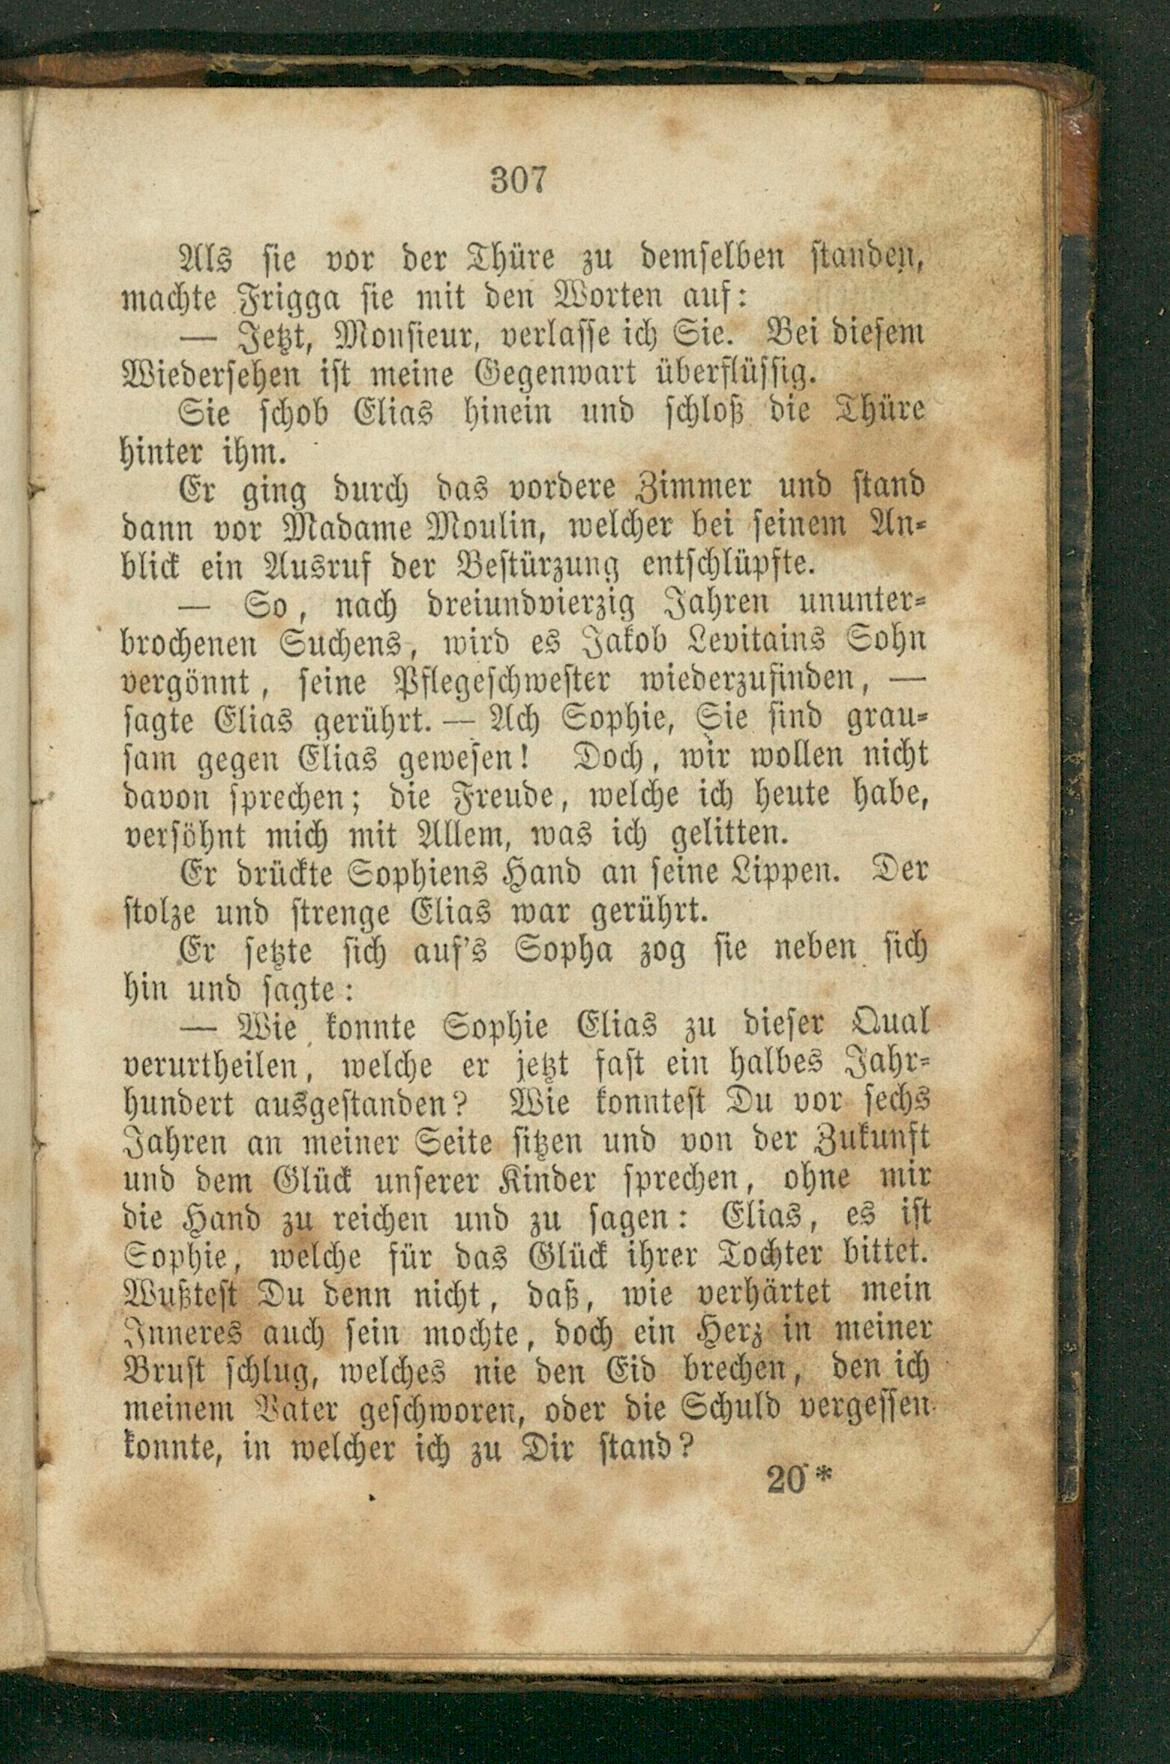 307
Als sie vor der Thüre zu demselben standen,
machte Frigga sie mit den Worten auf:
— Jetzt, Monsieur, verlasse ich Sie. Bei diesem
Wiedersehen ist meine Gegenwart überflüssig.
Sie schob Elias hinein und schloß die Thüre
hinter ihm.
Er ging durch das vordere Zimmer und stand
dann vor Madame Moulin, welcher bei seinem An-
blick ein Ausruf der Bestürzung entschlüpfte.
— So, nach dreiundvierzig Jahren ununter-
brochenen Suchens, wird es Jakob Levitains Sohn
vergönnt, seine Pflegeschwester wiederzufinden, —
sagte Elias gerührt. — Ach Sophie, Sie sind grau-
sam gegen Elias gewesen! Doch, wir wollen nicht
davon sprechen; die Freude, welche ich heute habe,
versöhnt mich mit Allem, was ich gelitten.
Er drückte Sophiens Hand an seine Lippen. Der
stolze und strenge Elias war gerührt.
Er setzte sich auf's Sopha zog sie neben sich
hin und sagte:
— Wie konnte Sophie Elias zu dieser Qual
verurtheilen, welche er jetzt fast ein halbes Jahr-
hundert ausgestanden? Wie konntest Du vor sechs
Jahren an meiner Seite sitzen und von der Zukunft
und dem Glück unserer Kinder sprechen, ohne mir
die Hand zu reichen und zu sagen: Elias, es ist
Sophie, welche für das Glück ihrer Tochter bittet.
Wußtest Du denn nicht, daß, wie verhärtet mein
Inneres auch sein mochte, doch ein Herz in meiner
Brust schlug, welches nie den Eid brechen, den ich
meinem Vater geschworen, oder die Schuld vergessen
konnte, in welcher ich zu Dir stand?
20*